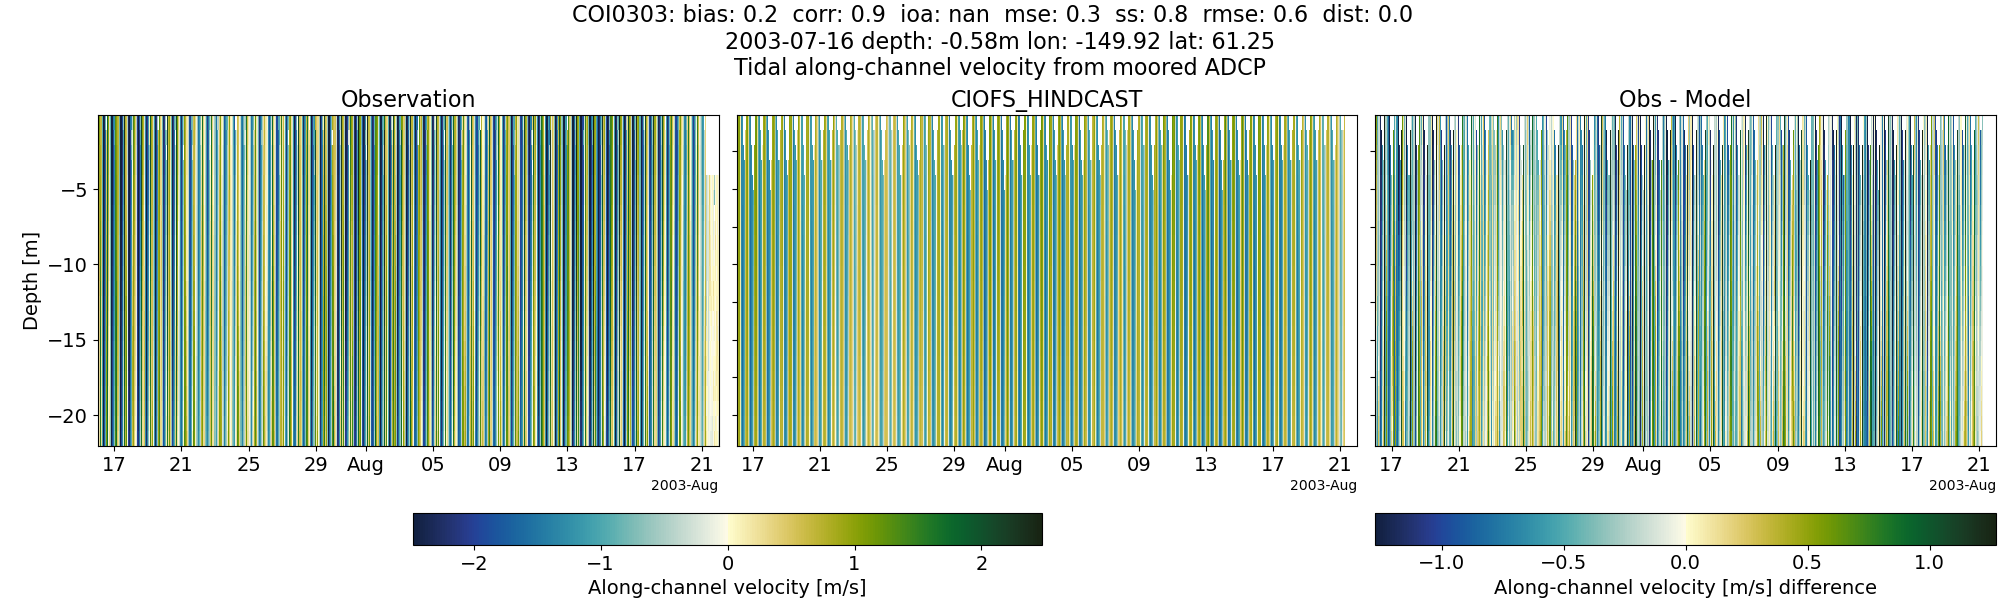 COI0303: bias: 0.2 corr: 0.9 ioa: nan mse: 0.3 ss: 0.8 rmse: 0.6 dist: 0.0
2003-07-16 depth: -0.58m lon: -149.92 lat: 61.25
Tidal along-channel velocity from moored ADCP
Observation
CIOFS_HINDCAST
Obs - Model
Depth [m]
−5
−10
−15
−20
17 21 25 29 Aug 05 09 13 17 21
2003-Aug
17 21 25 29 Aug 05 09 13 17 21
2003-Aug
17 21 25 29 Aug 05 09 13 17 21
2003-Aug
−2 −1 0 1 2
Along-channel velocity [m/s]
−1.0 −0.5 0.0 0.5 1.0
Along-channel velocity [m/s] difference